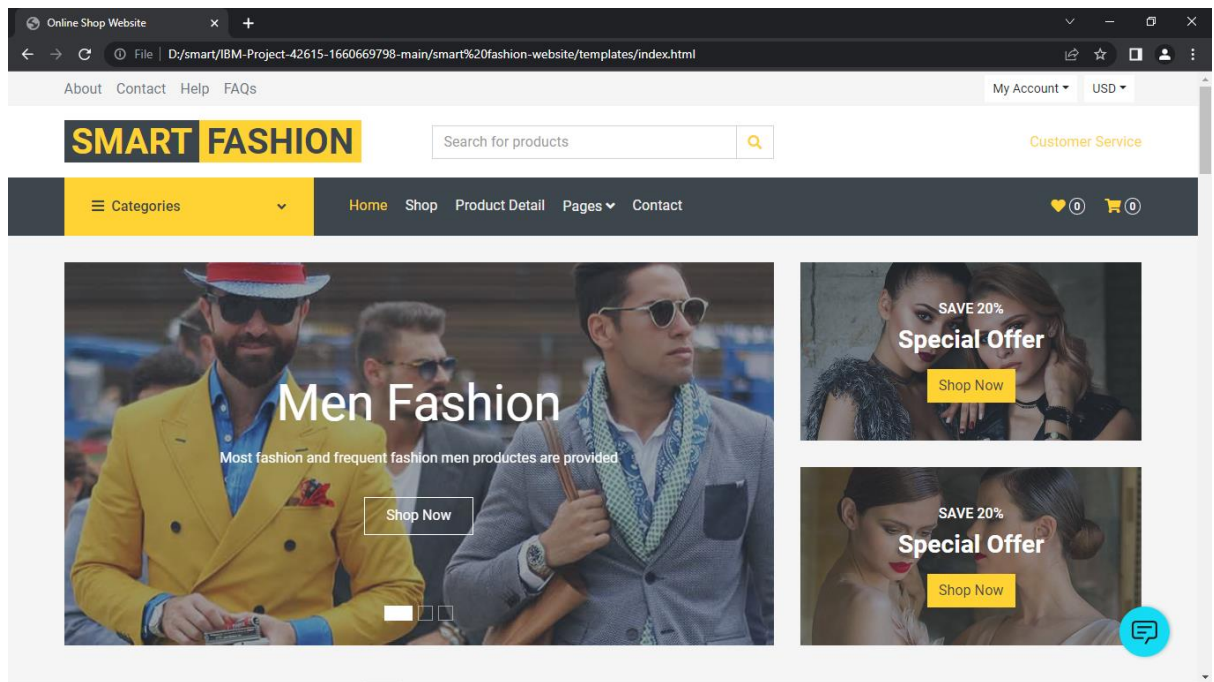 Online Shop Website
File D:/smart/IBM-Project-42615-1660669798-main/smart%20fashion-website/templates/index.html
About Contact Help FAQs My Account USD
SMART FASHION Search for products Customer Service
Categories Home Shop Product Detail Pages Contact 0 0
Men Fashion
Most fashion and frequent fashion men productes are provided
Shop Now
SAVE 20%
Special Offer
Shop Now
SAVE 20%
Special Offer
Shop Now